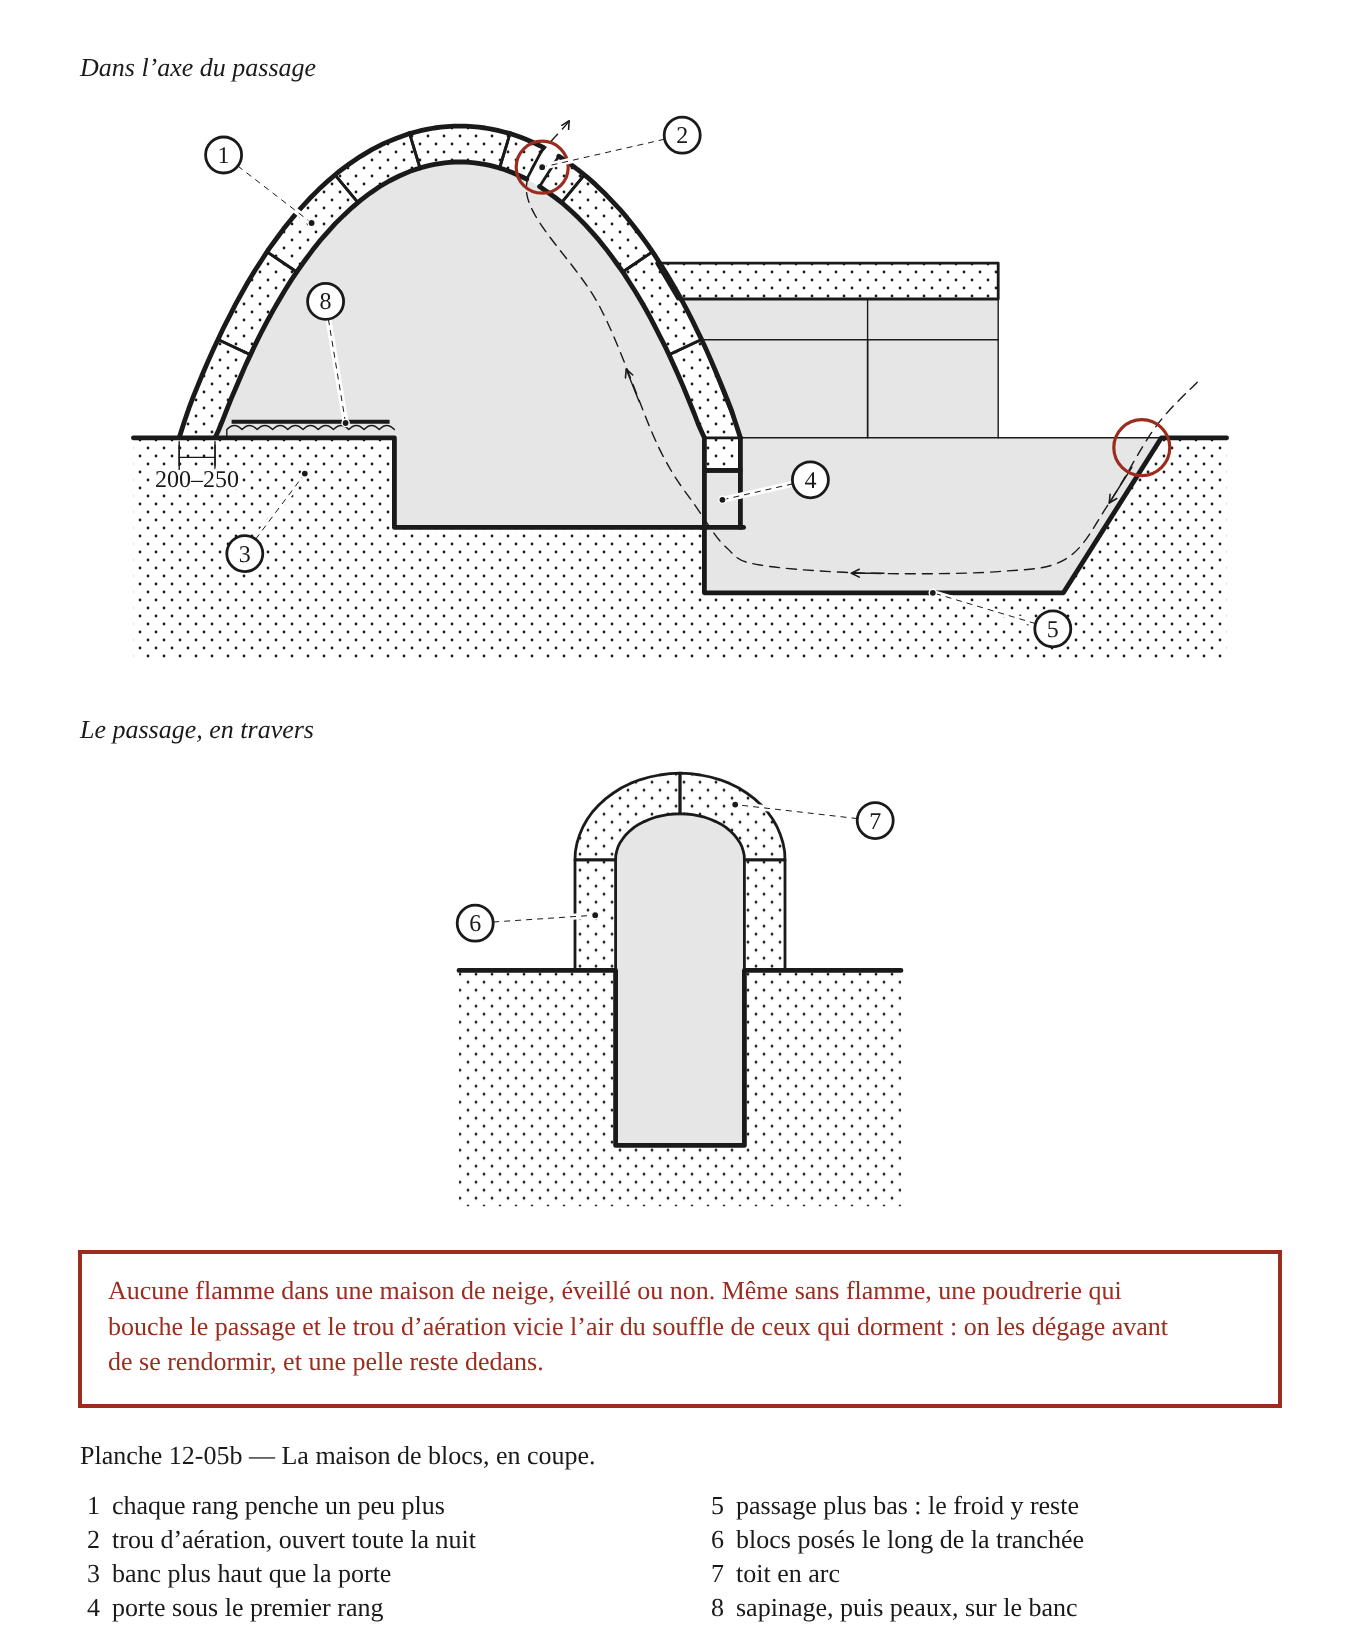 Dans l’axe du passage
1
2
8
200–250
4
3
5
Le passage, en travers
7
6
Aucune flamme dans une maison de neige, éveillé ou non. Même sans flamme, une poudrerie qui
bouche le passage et le trou d’aération vicie l’air du souffle de ceux qui dorment : on les dégage avant
de se rendormir, et une pelle reste dedans.
Planche 12-05b — La maison de blocs, en coupe.
1 chaque rang penche un peu plus
2 trou d’aération, ouvert toute la nuit
3 banc plus haut que la porte
4 porte sous le premier rang
5 passage plus bas : le froid y reste
6 blocs posés le long de la tranchée
7 toit en arc
8 sapinage, puis peaux, sur le banc